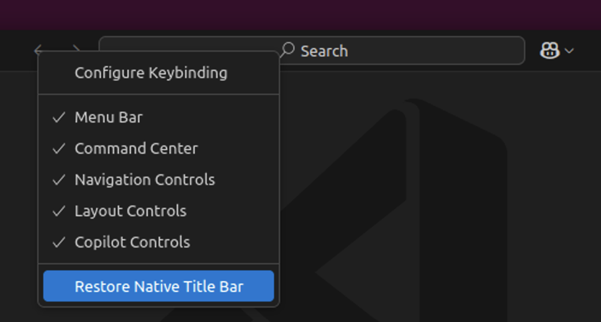 Search
Configure Keybinding
Menu Bar
Command Center
Navigation Controls
Layout Controls
Copilot Controls
Restore Native Title Bar